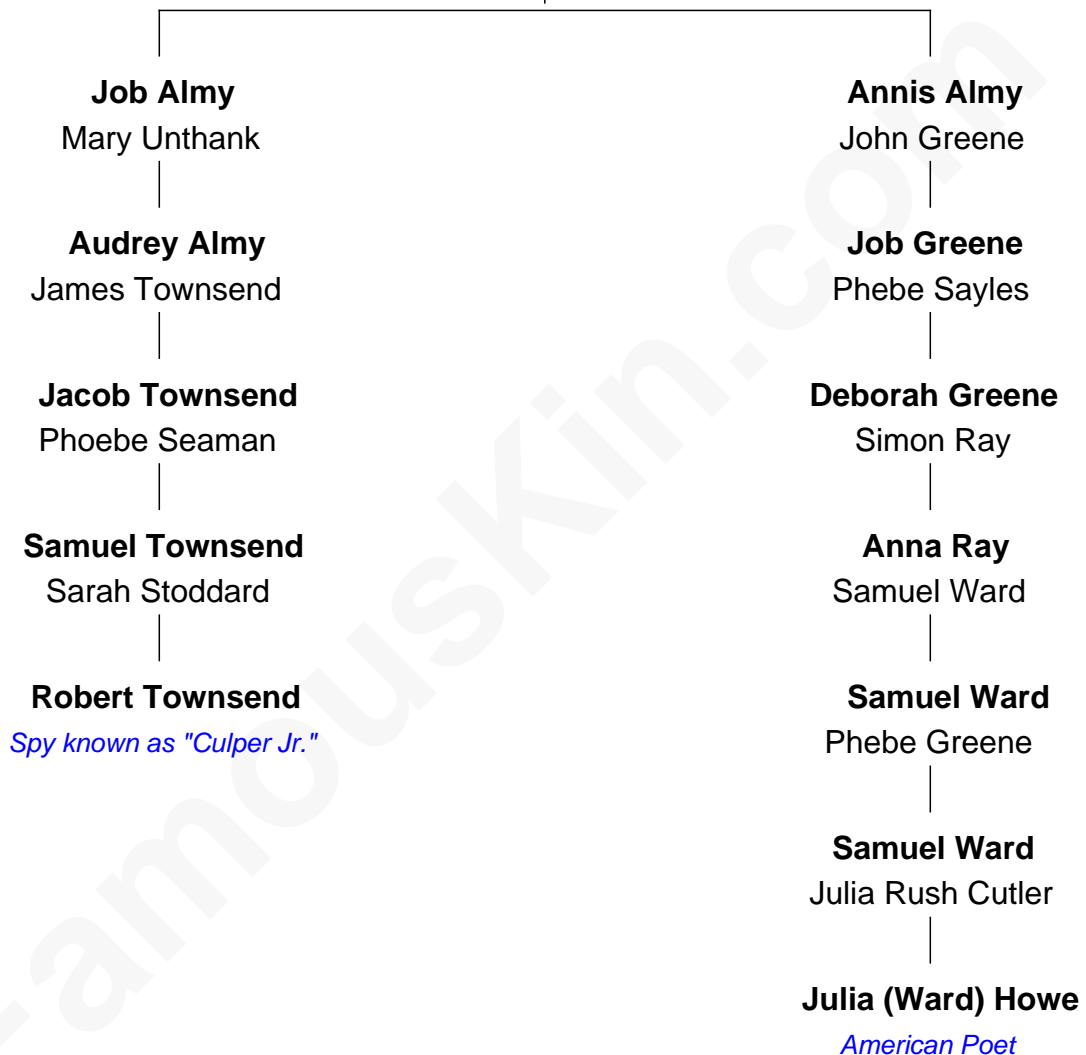 Job Almy
Mary Unthank
Annis Almy
John Greene
Audrey Almy
James Townsend
Job Greene
Phebe Sayles
Jacob Townsend
Phoebe Seaman
Deborah Greene
Simon Ray
Samuel Townsend
Sarah Stoddard
Anna Ray
Samuel Ward
Robert Townsend
Spy known as "Culper Jr."
Samuel Ward
Phebe Greene
Samuel Ward
Julia Rush Cutler
Julia (Ward) Howe
American Poet
FamousKin.com